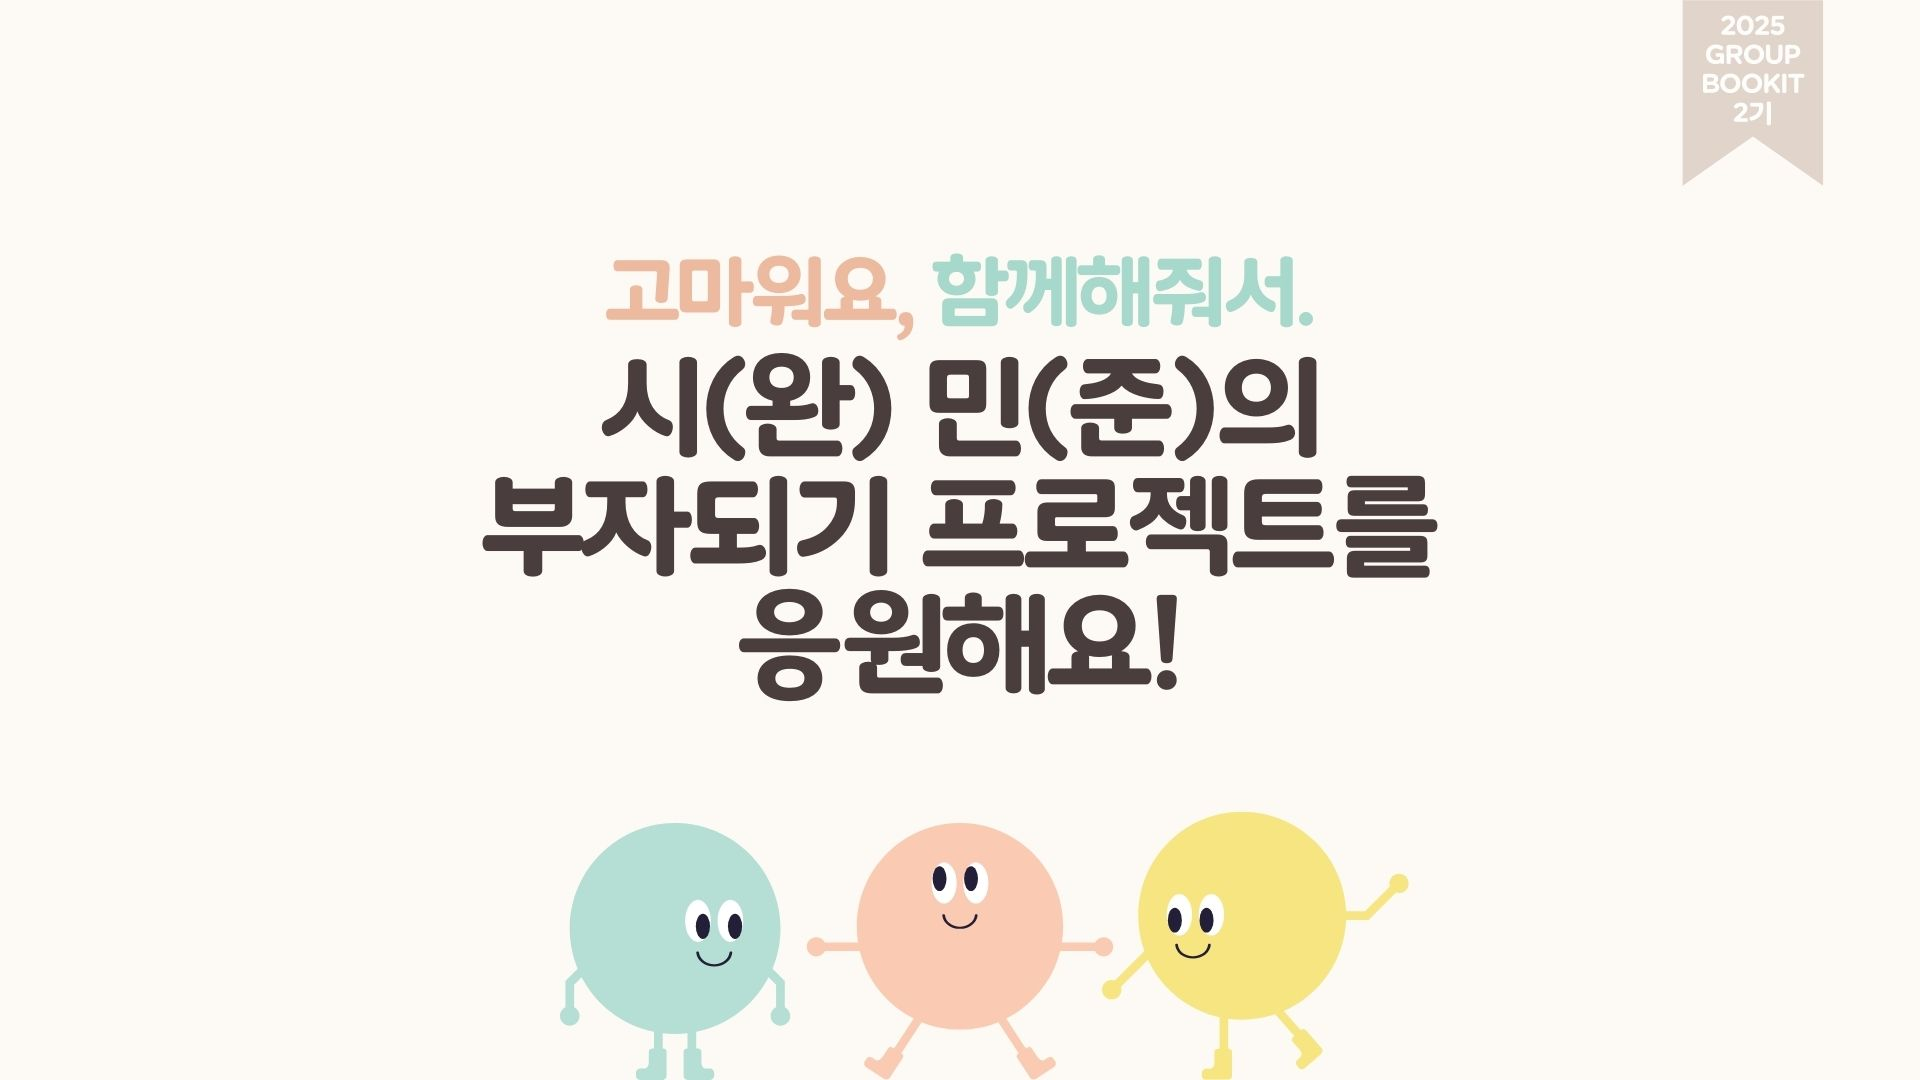 2025
GROUP
BOOKIT
2기
고마워요, 함께해줘서.
시(완) 민(준)의
부자되기 프로젝트를
응원해요!